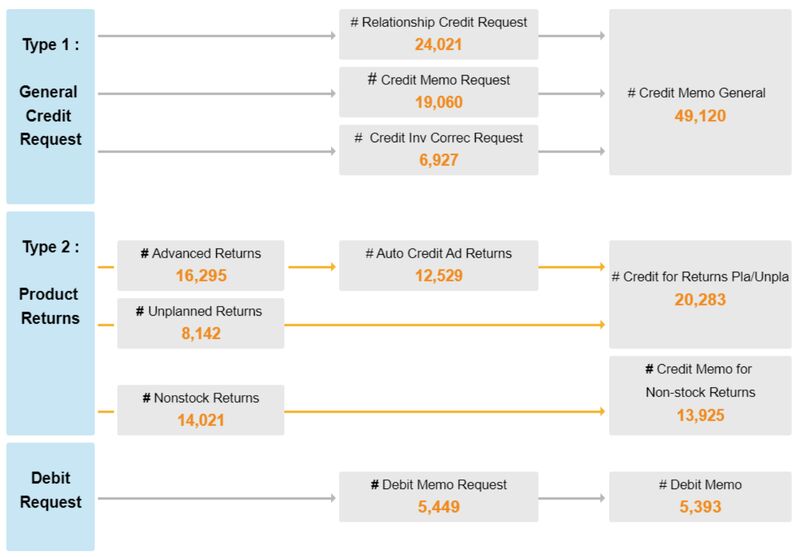 Type 1 :
General
Credit
Request
# Relationship Credit Request
24,021
# Credit Memo Request
19,060
# Credit Inv Correc Request
6,927
# Credit Memo General
49,120
Type 2 :
Product
Returns
# Advanced Returns
16,295
# Auto Credit Ad Returns
12,529
# Unplanned Returns
8,142
# Credit for Returns Pla/Unpla
20,283
# Nonstock Returns
14,021
# Credit Memo for
Non-stock Returns
13,925
Debit
Request
# Debit Memo Request
5,449
# Debit Memo
5,393